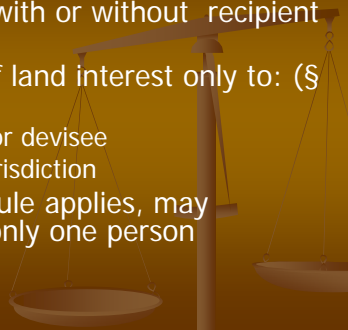 with or without recipient
f land interest only to: (§
or devisee
risdiction
ule applies, may
only one person